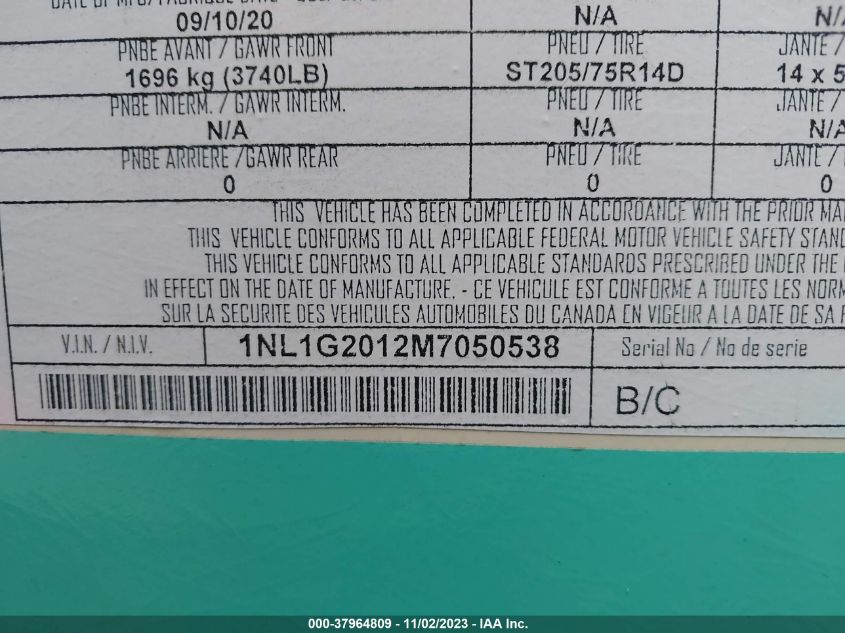 09/10/20 N/A N/
PNBE AVANT / GAWR FRONT PNEU / TIRE JANTE /
1696 kg (3740LB) ST205/75R14D 14 x 5
PNBE INTERM. / GAWR INTERM. PNEU / TIRE JANTE /
N/A N/A N/A
PNBE ARRIERE /GAWR REAR PNEU / TIRE JANTE /
0 0 0
THIS VEHICLE HAS BEEN COMPLETED IN ACCORDANCE WITH THE PRIOR MA
THIS VEHICLE CONFORMS TO ALL APPLICABLE FEDERAL MOTOR VEHICLE SAFETY STAND
THIS VEHICLE CONFORMS TO ALL APPLICABLE STANDARDS PRESCRIBED UNDER THE
IN EFFECT ON THE DATE OF MANUFACTURE. - CE VEHICULE EST CONFORME A TOUTES LES NORM
SUR LA SECURITE DES VEHICULES AUTOMOBILES DU CANADA EN VIGEUR A LA DATE DE SA F
V.I.N. / N.I.V. 1NL1G2012M7050538 Serial No / No de serie
B/C
000-37964809 - 11/02/2023 - IAA Inc.